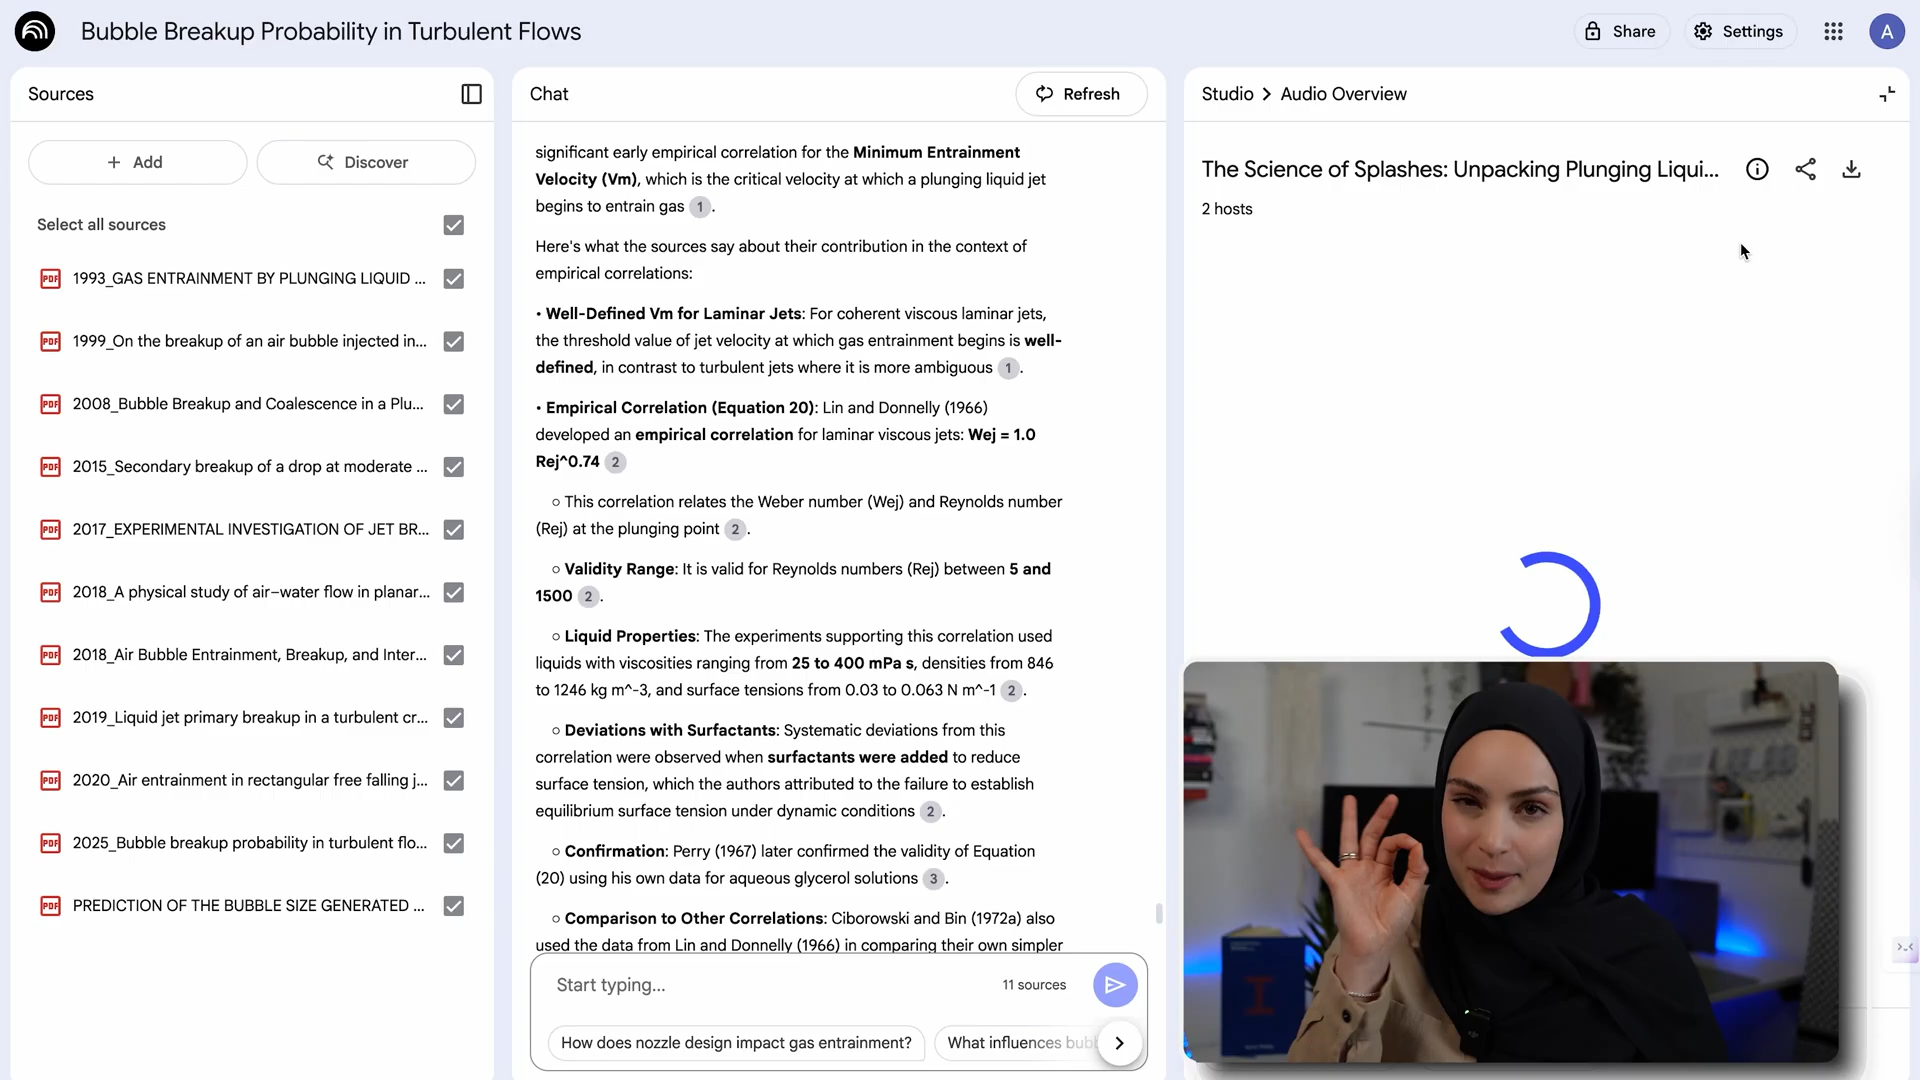 Bubble Breakup Probability in Turbulent Flows
Share
Settings
A
Sources
Add
Discover
Select all sources
PDF 1993_GAS ENTRAINMENT BY PLUNGING LIQUID ...
PDF 1999_On the breakup of an air bubble injected in...
PDF 2008_Bubble Breakup and Coalescence in a Plu...
PDF 2015_Secondary breakup of a drop at moderate ...
PDF 2017_EXPERIMENTAL INVESTIGATION OF JET BR...
PDF 2018_A physical study of air–water flow in planar...
PDF 2018_Air Bubble Entrainment, Breakup, and Inter...
PDF 2019_Liquid jet primary breakup in a turbulent cr...
PDF 2020_Air entrainment in rectangular free falling j...
PDF 2025_Bubble breakup probability in turbulent flo...
PDF PREDICTION OF THE BUBBLE SIZE GENERATED ...
Chat
Refresh
significant early empirical correlation for the Minimum Entrainment
Velocity (Vm), which is the critical velocity at which a plunging liquid jet
begins to entrain gas 1.
Here's what the sources say about their contribution in the context of
empirical correlations:
• Well-Defined Vm for Laminar Jets: For coherent viscous laminar jets,
the threshold value of jet velocity at which gas entrainment begins is well-
defined, in contrast to turbulent jets where it is more ambiguous 1.
• Empirical Correlation (Equation 20): Lin and Donnelly (1966)
developed an empirical correlation for laminar viscous jets: Wej = 1.0
Rej^0.74 2
○ This correlation relates the Weber number (Wej) and Reynolds number
(Rej) at the plunging point 2.
○ Validity Range: It is valid for Reynolds numbers (Rej) between 5 and
1500 2.
○ Liquid Properties: The experiments supporting this correlation used
liquids with viscosities ranging from 25 to 400 mPa s, densities from 846
to 1246 kg m^-3, and surface tensions from 0.03 to 0.063 N m^-1 2.
○ Deviations with Surfactants: Systematic deviations from this
correlation were observed when surfactants were added to reduce
surface tension, which the authors attributed to the failure to establish
equilibrium surface tension under dynamic conditions 2.
○ Confirmation: Perry (1967) later confirmed the validity of Equation
(20) using his own data for aqueous glycerol solutions 3.
○ Comparison to Other Correlations: Ciborowski and Bin (1972a) also
used the data from Lin and Donnelly (1966) in comparing their own simpler
Start typing...
11 sources
How does nozzle design impact gas entrainment?
What influences bubb
Studio > Audio Overview
The Science of Splashes: Unpacking Plunging Liqui...
2 hosts